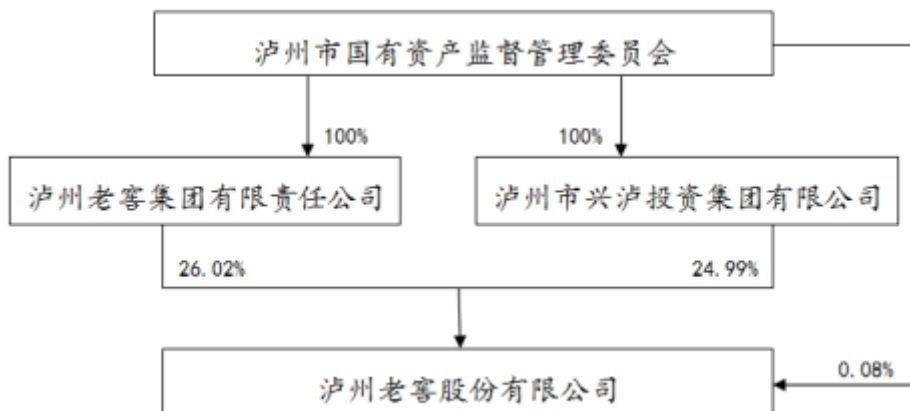 泸州市国有资产监督管理委员会
100%
100%
泸州老窖集团有限责任公司
泸州市兴泸投资集团有限公司
26.02%
24.99%
泸州老窖股份有限公司
0.08%